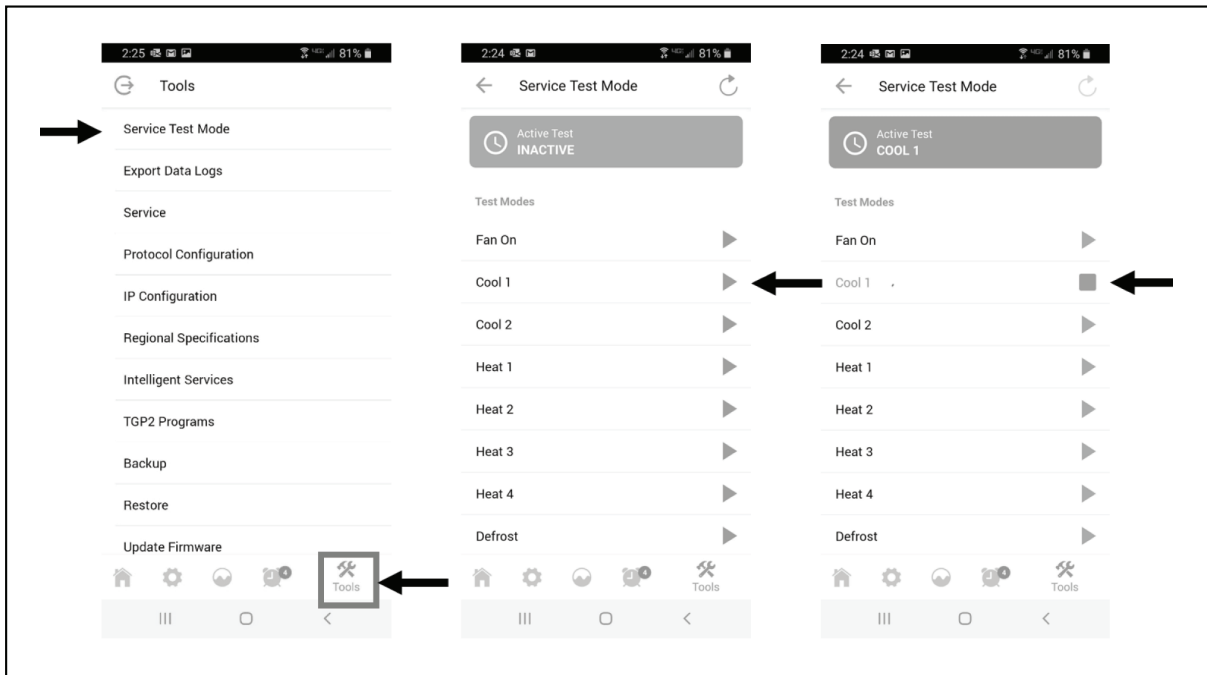 2:25 81%
Tools
Service Test Mode
Export Data Logs
Service
Protocol Configuration
IP Configuration
Regional Specifications
Intelligent Services
TGP2 Programs
Backup
Restore
Update Firmware
4
Tools
2:24 81%
Service Test Mode
Active Test
INACTIVE
Test Modes
Fan On
Cool 1
Cool 2
Heat 1
Heat 2
Heat 3
Heat 4
Defrost
4
Tools
2:24 81%
Service Test Mode
Active Test
COOL 1
Test Modes
Fan On
Cool 1
Cool 2
Heat 1
Heat 2
Heat 3
Heat 4
Defrost
4
Tools